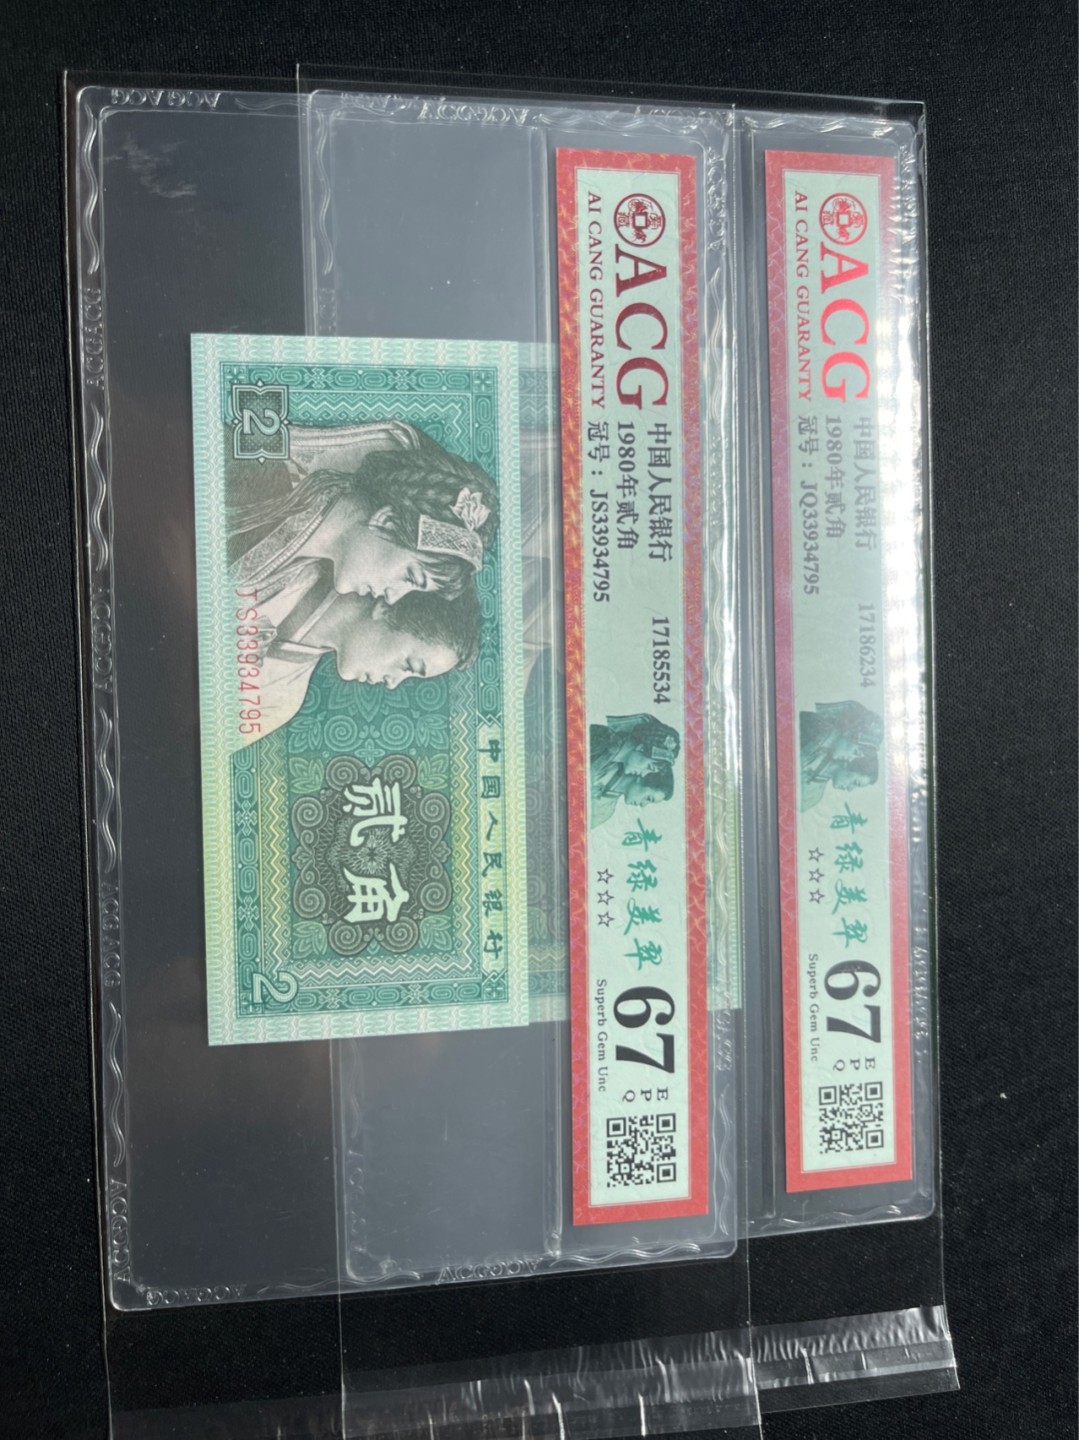 ACG
AI CANG GUARANTY
中国人民银行
1980年贰角
冠号：JQ33934795
17186234
青绿美翠
☆☆☆
67
EPQ
Superb Gem Unc
ACG
AI CANG GUARANTY
中国人民银行
1980年贰角
冠号：JS33934795
17185534
青绿美翠
☆☆☆
67
EPQ
Superb Gem Unc
中国人民银行
贰角
2
2
JS33934795